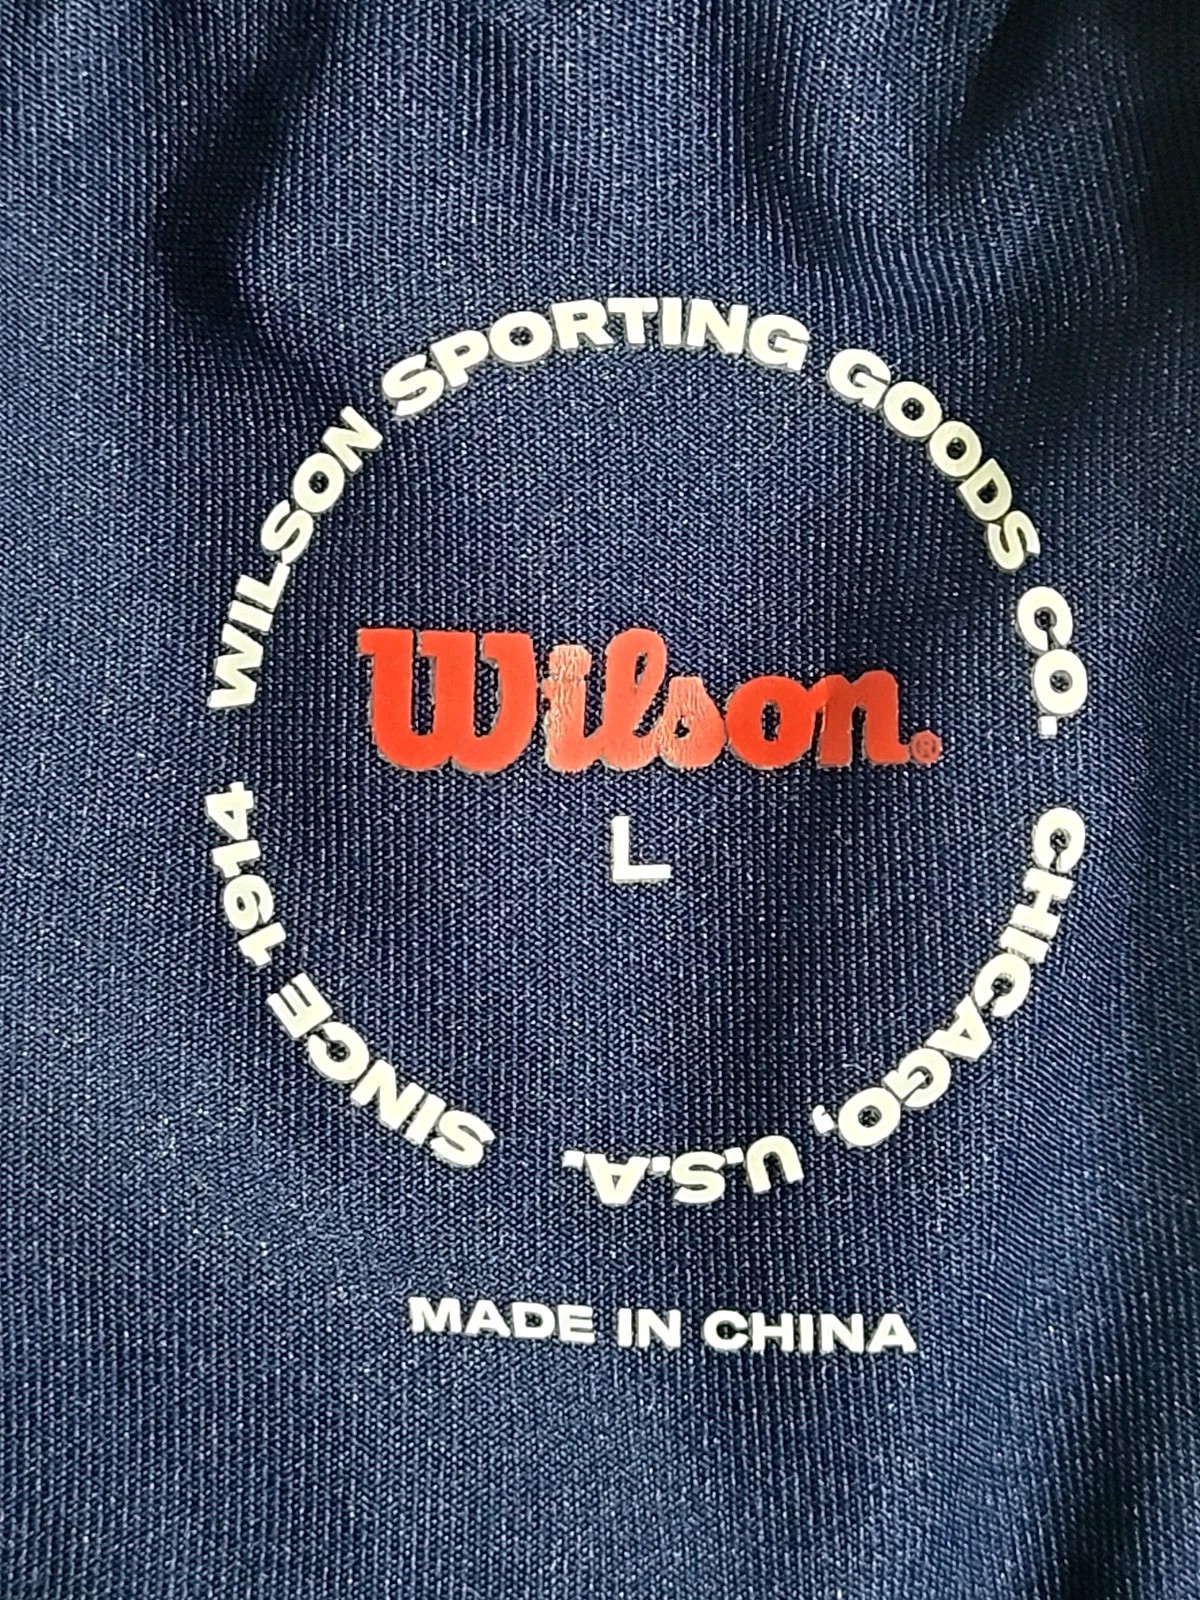 WILSON SPORTING GOODS CO. CHICAGO, U.S.A. SINCE 1914
Wilson®
L
MADE IN CHINA